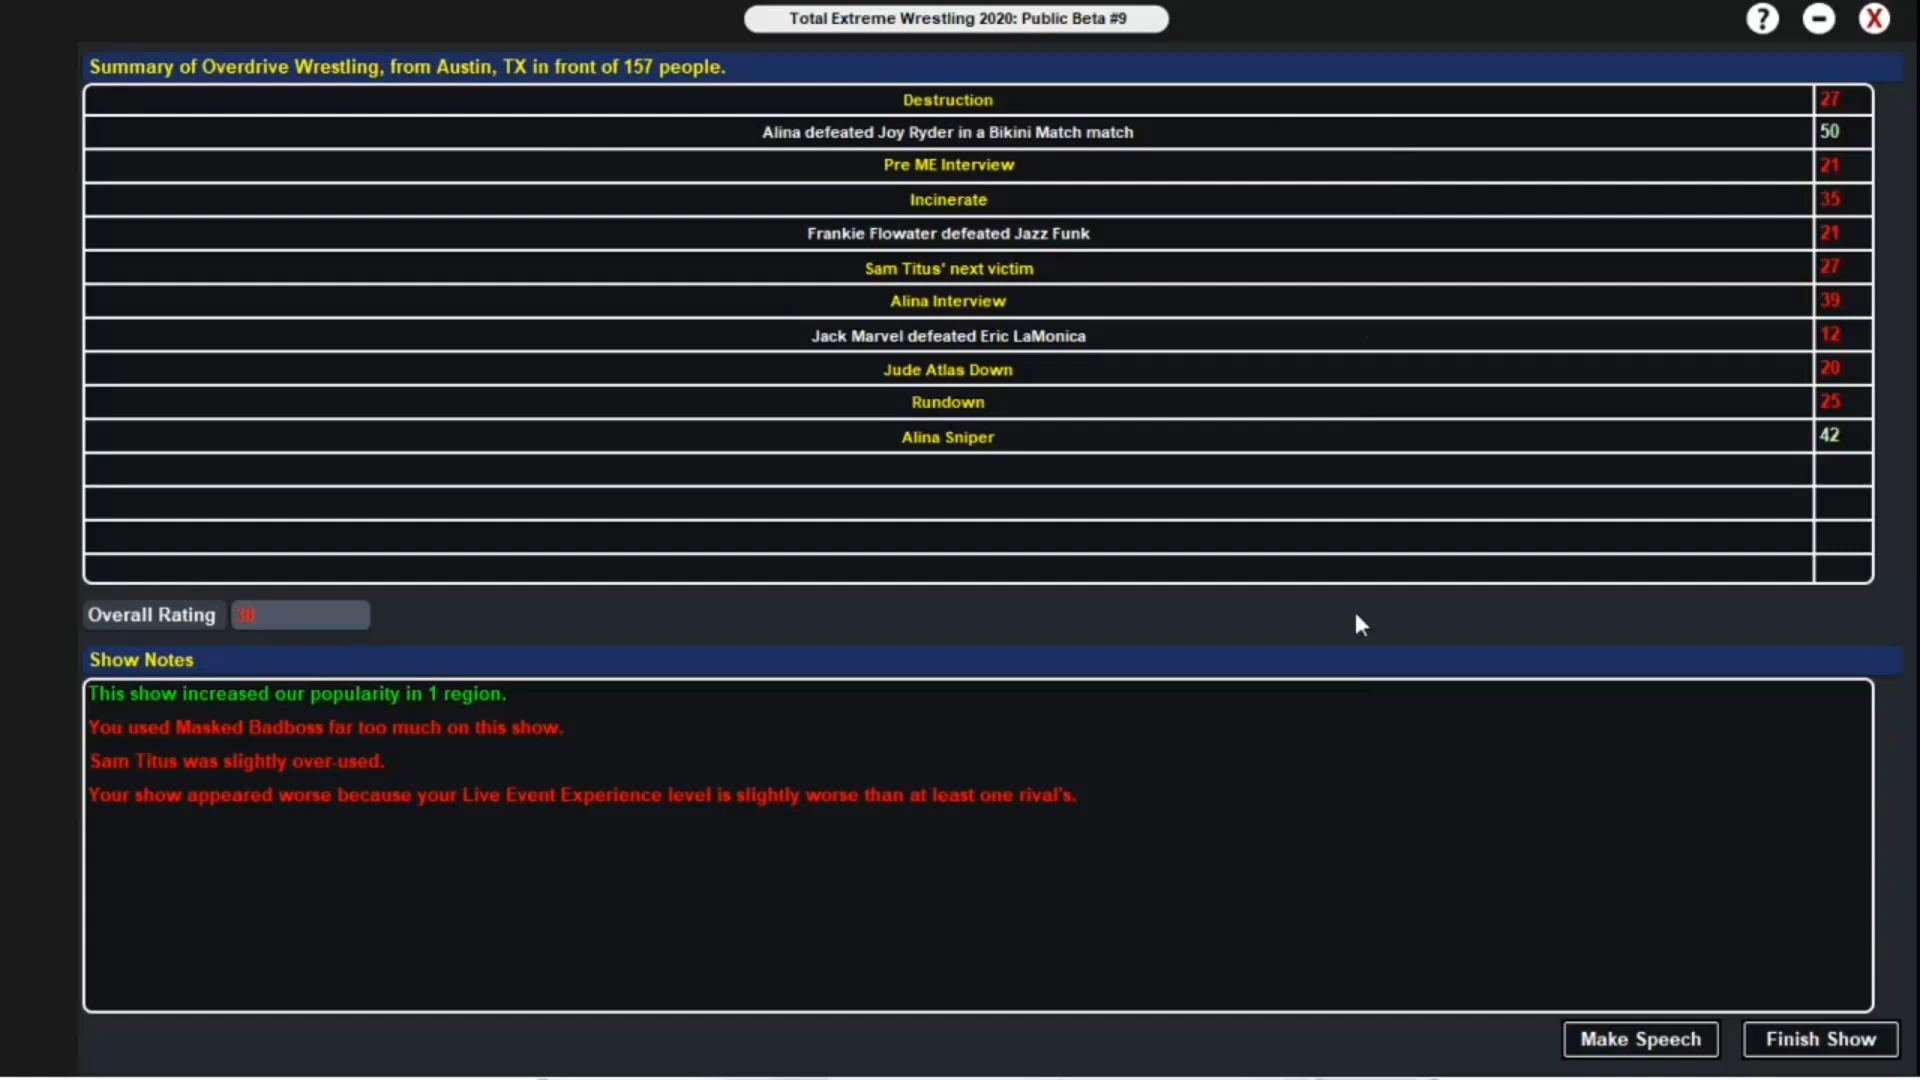 Total Extreme Wrestling 2020: Public Beta #9
?
X
Summary of Overdrive Wrestling, from Austin, TX in front of 157 people.
Destruction 27
Alina defeated Joy Ryder in a Bikini Match match 50
Pre ME Interview 21
Incinerate 35
Frankie Flowater defeated Jazz Funk 21
Sam Titus' next victim 27
Alina Interview 39
Jack Marvel defeated Eric LaMonica 12
Jude Atlas Down 20
Rundown 25
Alina Sniper 42
Overall Rating 38
Show Notes
This show increased our popularity in 1 region.
You used Masked Badboss far too much on this show.
Sam Titus was slightly over-used.
Your show appeared worse because your Live Event Experience level is slightly worse than at least one rival's.
Make Speech Finish Show